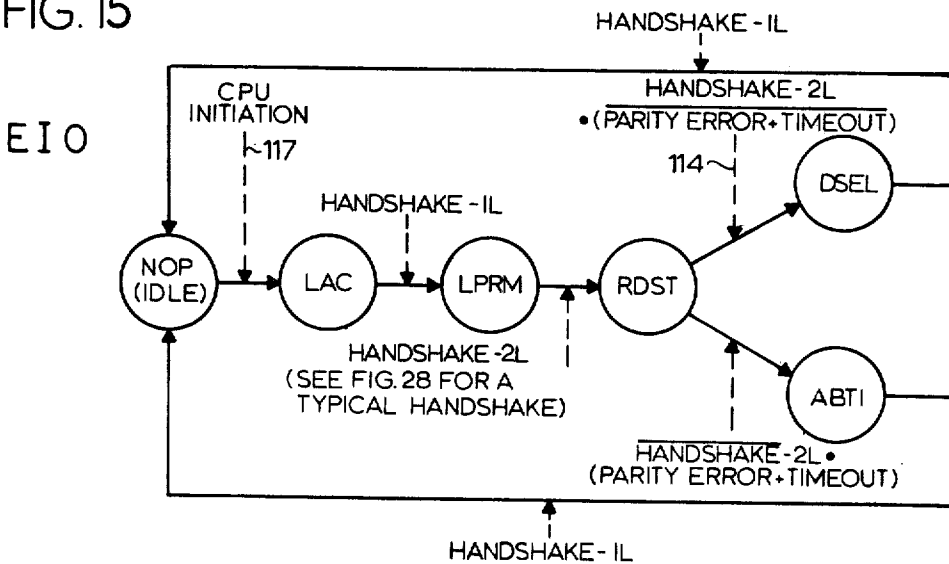 FIG. 15
HANDSHAKE-1L
EIO
CPU
INITIATION
117
HANDSHAKE-2L
•(PARITY ERROR+TIMEOUT)
114
DSEL
HANDSHAKE-1L
NOP
(IDLE)
LAC
LPRM
RDST
HANDSHAKE-2L
(SEE FIG. 28 FOR A
TYPICAL HANDSHAKE)
ABTI
HANDSHAKE-2L•
(PARITY ERROR+TIMEOUT)
HANDSHAKE-1L